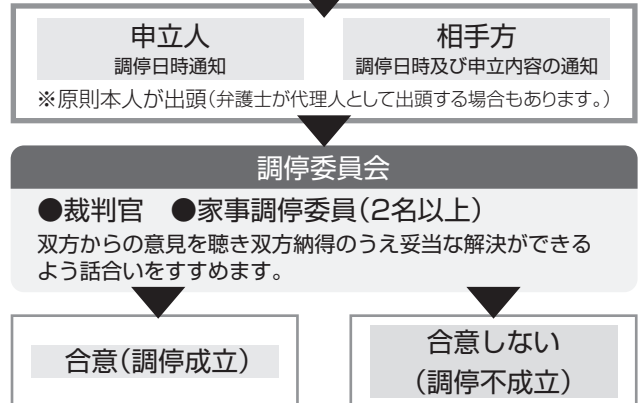 申立人
調停日時通知
相手方
調停日時及び申立内容の通知
※原則本人が出頭(弁護士が代理人として出頭する場合もあります。)
調停委員会
●裁判官 ●家事調停委員(2名以上)
双方からの意見を聴き双方納得のうえ妥当な解決ができる
よう話合いをすすめます。
合意(調停成立)
合意しない
(調停不成立)